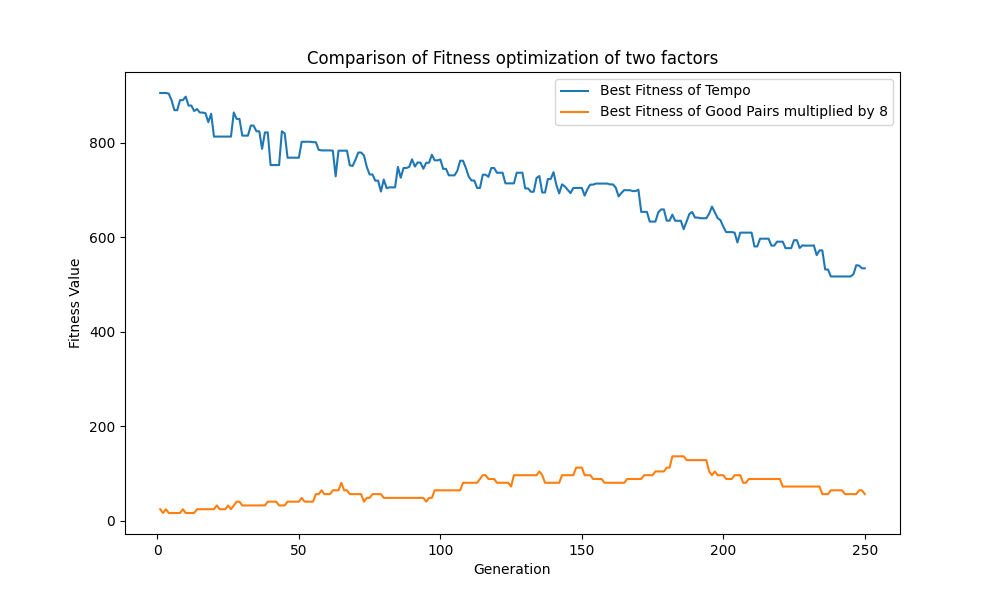 Comparison of Fitness optimization of two factors
Best Fitness of Tempo
Best Fitness of Good Pairs multiplied by 8
Fitness Value
800
600
400
200
0
0 50 100 150 200 250
Generation